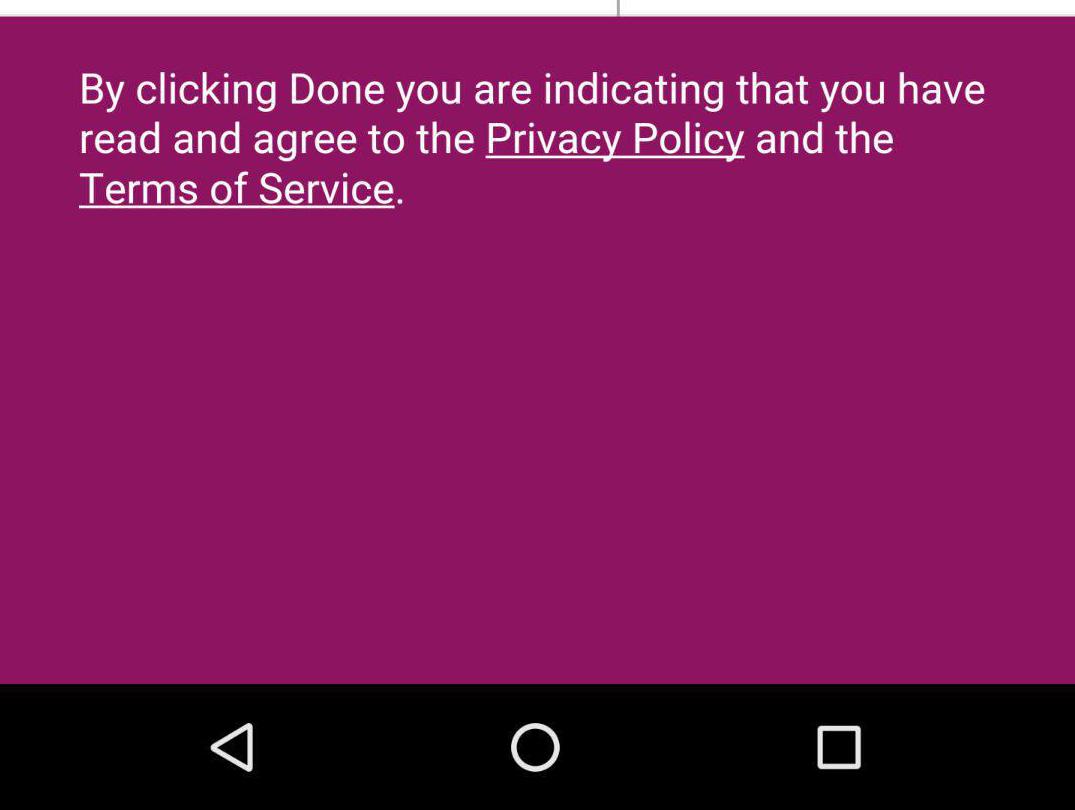 By clicking Done you are indicating that you have
read and agree to the Privacy Policy and the
Terms of Service.